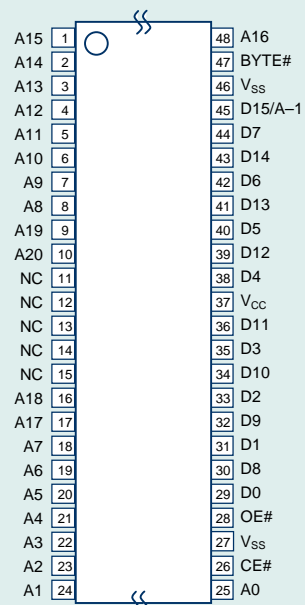 A15 1 48 A16
A14 2 47 BYTE#
A13 3 46 VSS
A12 4 45 D15/A–1
A11 5 44 D7
A10 6 43 D14
A9 7 42 D6
A8 8 41 D13
A19 9 40 D5
A20 10 39 D12
NC 11 38 D4
NC 12 37 VCC
NC 13 36 D11
NC 14 35 D3
NC 15 34 D10
A18 16 33 D2
A17 17 32 D9
A7 18 31 D1
A6 19 30 D8
A5 20 29 D0
A4 21 28 OE#
A3 22 27 VSS
A2 23 26 CE#
A1 24 25 A0